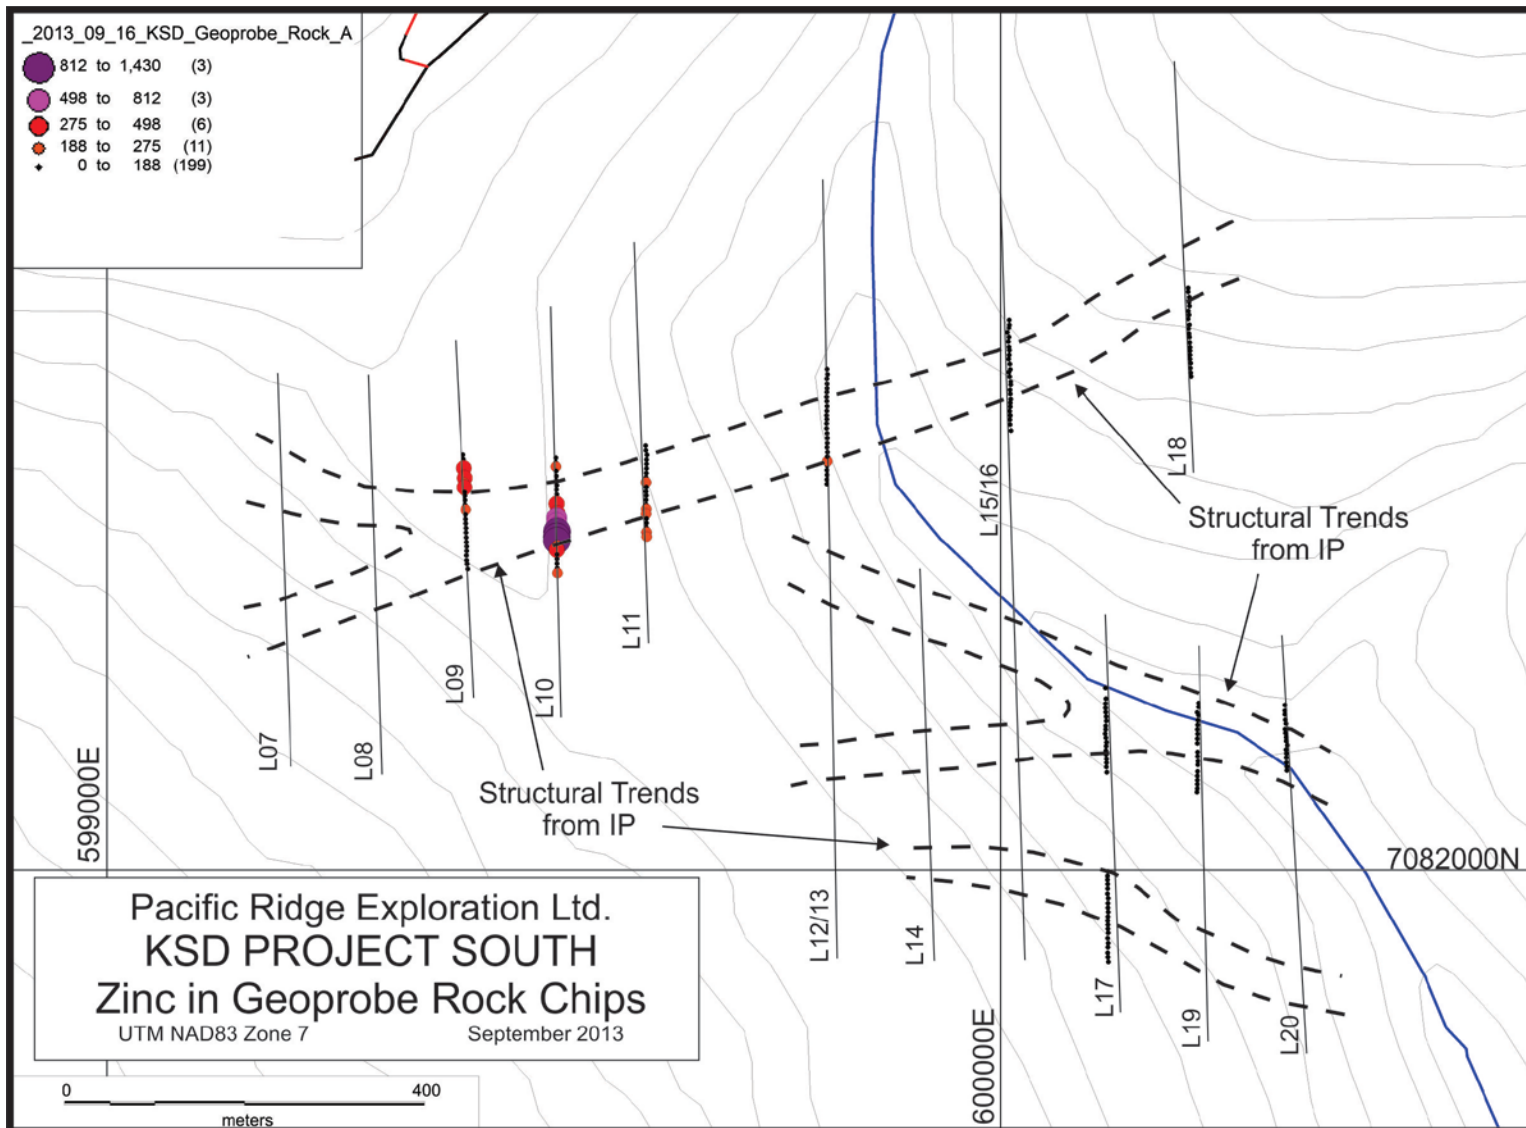 _2013_09_16_KSD_Geoprobe_Rock_A
812 to 1,430 (3)
498 to 812 (3)
275 to 498 (6)
188 to 275 (11)
0 to 188 (199)
L18
L15/16
Structural Trends
from IP
L11
L09
L10
L07
L08
599000E
Structural Trends
from IP
7082000N
L12/13
L14
L17
L19
L20
600000E
Pacific Ridge Exploration Ltd.
KSD PROJECT SOUTH
Zinc in Geoprobe Rock Chips
UTM NAD83 Zone 7 September 2013
0 400
meters